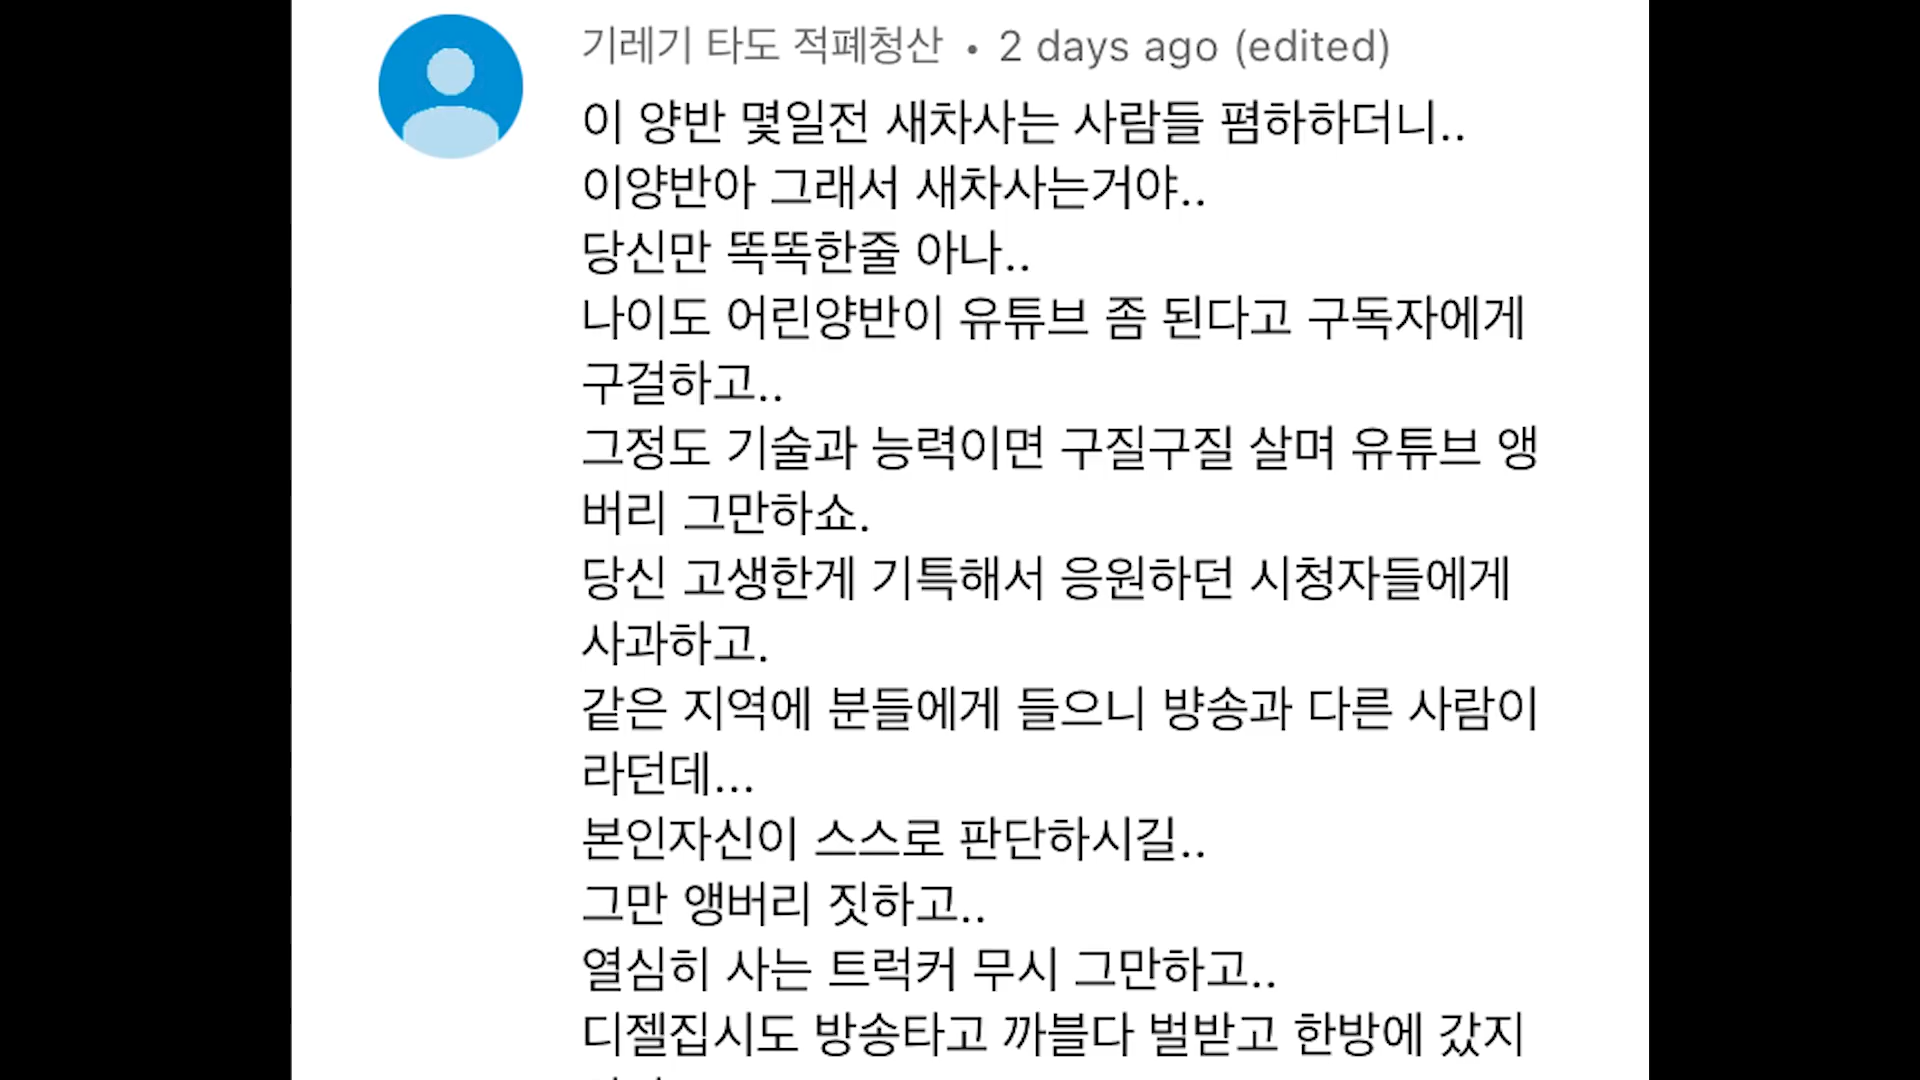 기레기 타도 적폐청산 • 2 days ago (edited)
이 양반 몇일전 새차사는 사람들 폄하하더니..
이양반아 그래서 새차사는거야..
당신만 똑똑한줄 아나..
나이도 어린양반이 유튜브 좀 된다고 구독자에게
구걸하고..
그정도 기술과 능력이면 구질구질 살며 유튜브 앵
버리 그만하쇼.
당신 고생한게 기특해서 응원하던 시청자들에게
사과하고.
같은 지역에 분들에게 들으니 뱡송과 다른 사람이
라던데...
본인자신이 스스로 판단하시길..
그만 앵버리 짓하고..
열심히 사는 트럭커 무시 그만하고..
디젤집시도 방송타고 까블다 벌받고 한방에 갔지